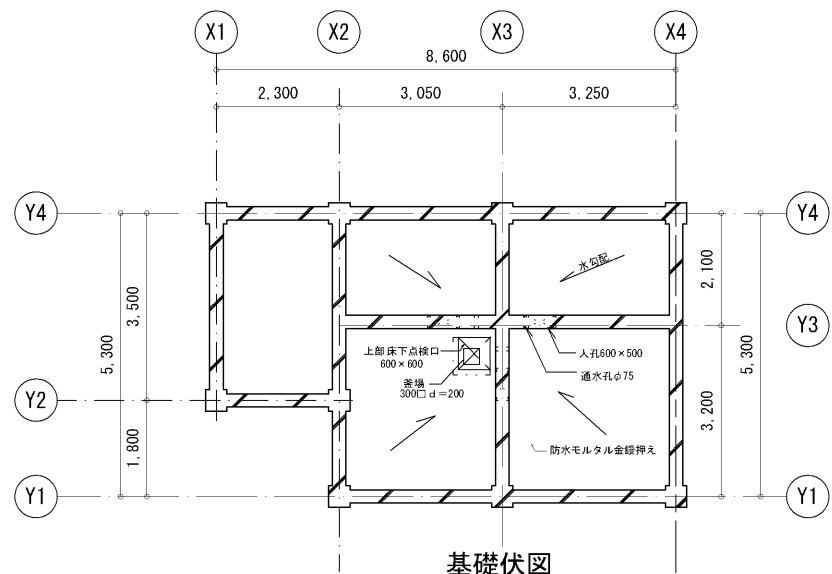 X1 X2 X3 X4
8,600
2,300 3,050 3,250
Y4 Y4
水勾配
2,100
3,500
5,300
Y3
5,300
上部床下点検口
600×600
人孔600×500
通水孔φ75
釜場
300□ d=200
Y2
3,200
1,800
防水モルタル金鏝押え
Y1 Y1
基礎伏図